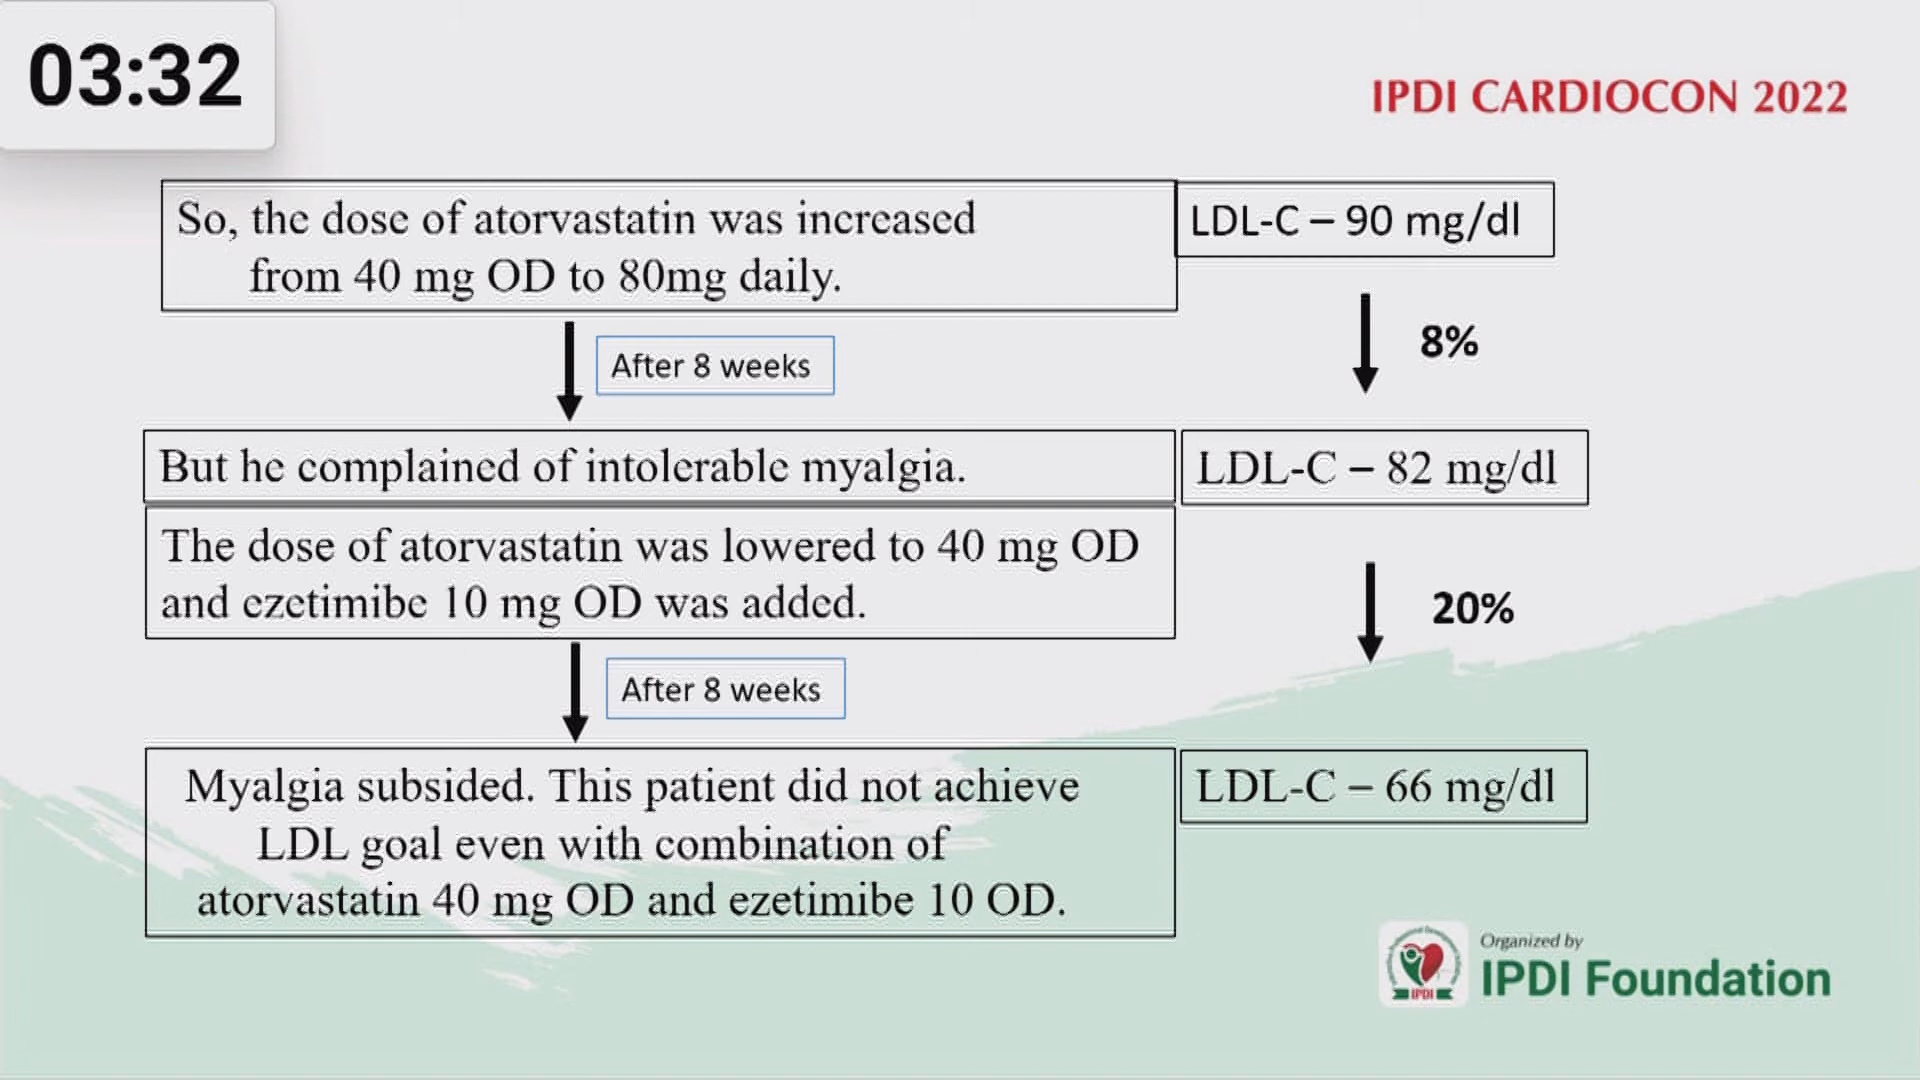 03:32
IPDI CARDIOCON 2022
So, the dose of atorvastatin was increased
from 40 mg OD to 80mg daily.
LDL-C – 90 mg/dl
After 8 weeks
8%
But he complained of intolerable myalgia.
LDL-C – 82 mg/dl
The dose of atorvastatin was lowered to 40 mg OD
and ezetimibe 10 mg OD was added.
20%
After 8 weeks
Myalgia subsided. This patient did not achieve
LDL goal even with combination of
atorvastatin 40 mg OD and ezetimibe 10 OD.
LDL-C – 66 mg/dl
Organized by
IPDI Foundation
IPDI